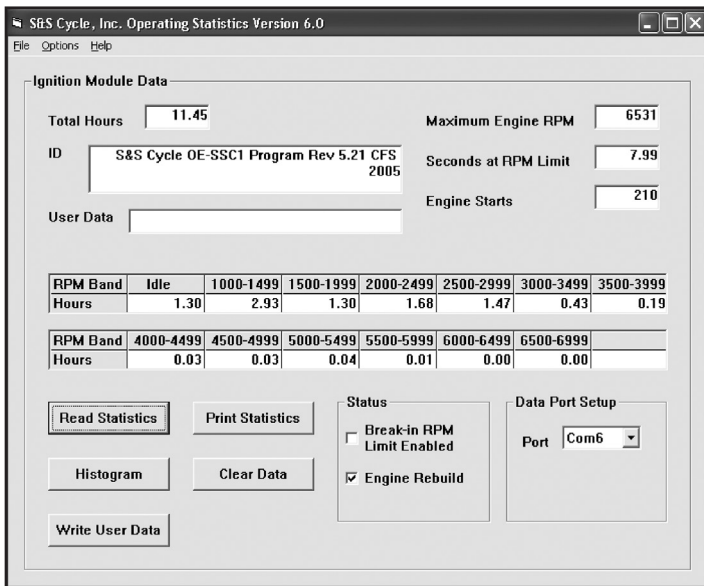 S&S Cycle, Inc. Operating Statistics Version 6.0
File Options Help
Ignition Module Data
Total Hours 11.45
Maximum Engine RPM 6531
ID S&S Cycle OE-SSC1 Program Rev 5.21 CFS
2005
Seconds at RPM Limit 7.99
Engine Starts 210
User Data
RPM Band Idle 1000-1499 1500-1999 2000-2499 2500-2999 3000-3499 3500-3999
Hours 1.30 2.93 1.30 1.68 1.47 0.43 0.19
RPM Band 4000-4499 4500-4999 5000-5499 5500-5999 6000-6499 6500-6999
Hours 0.03 0.03 0.04 0.01 0.00 0.00
Read Statistics Print Statistics
Histogram Clear Data
Write User Data
Status
Break-in RPM
Limit Enabled
Engine Rebuild
Data Port Setup
Port Com6